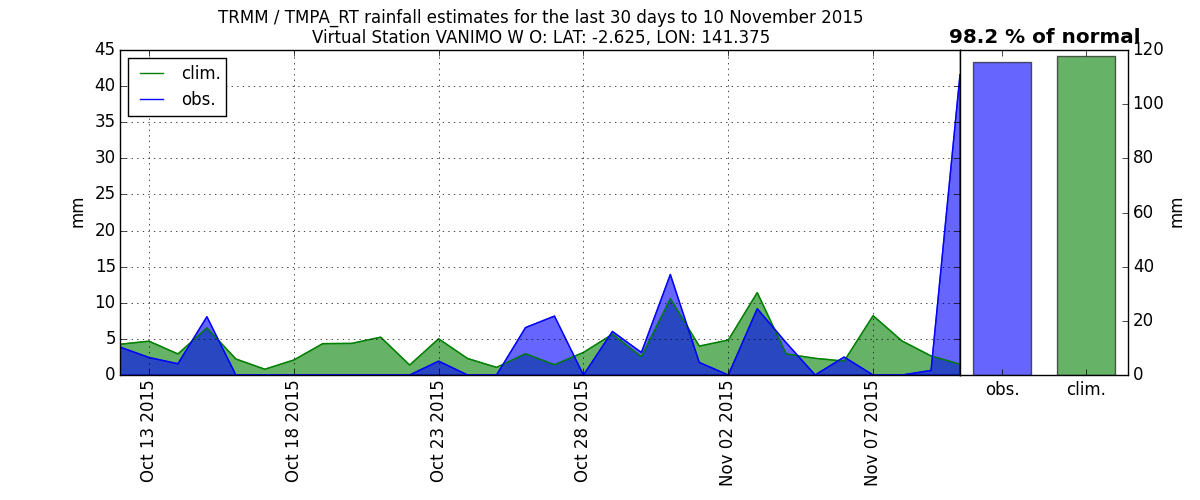 TRMM / TMPA_RT rainfall estimates for the last 30 days to 10 November 2015
Virtual Station VANIMO W O: LAT: -2.625, LON: 141.375
98.2 % of normal
clim.
obs.
45
40
35
30
25
20
15
10
5
0
mm
Oct 13 2015
Oct 18 2015
Oct 23 2015
Oct 28 2015
Nov 02 2015
Nov 07 2015
obs.
clim.
120
100
80
60
40
20
0
mm